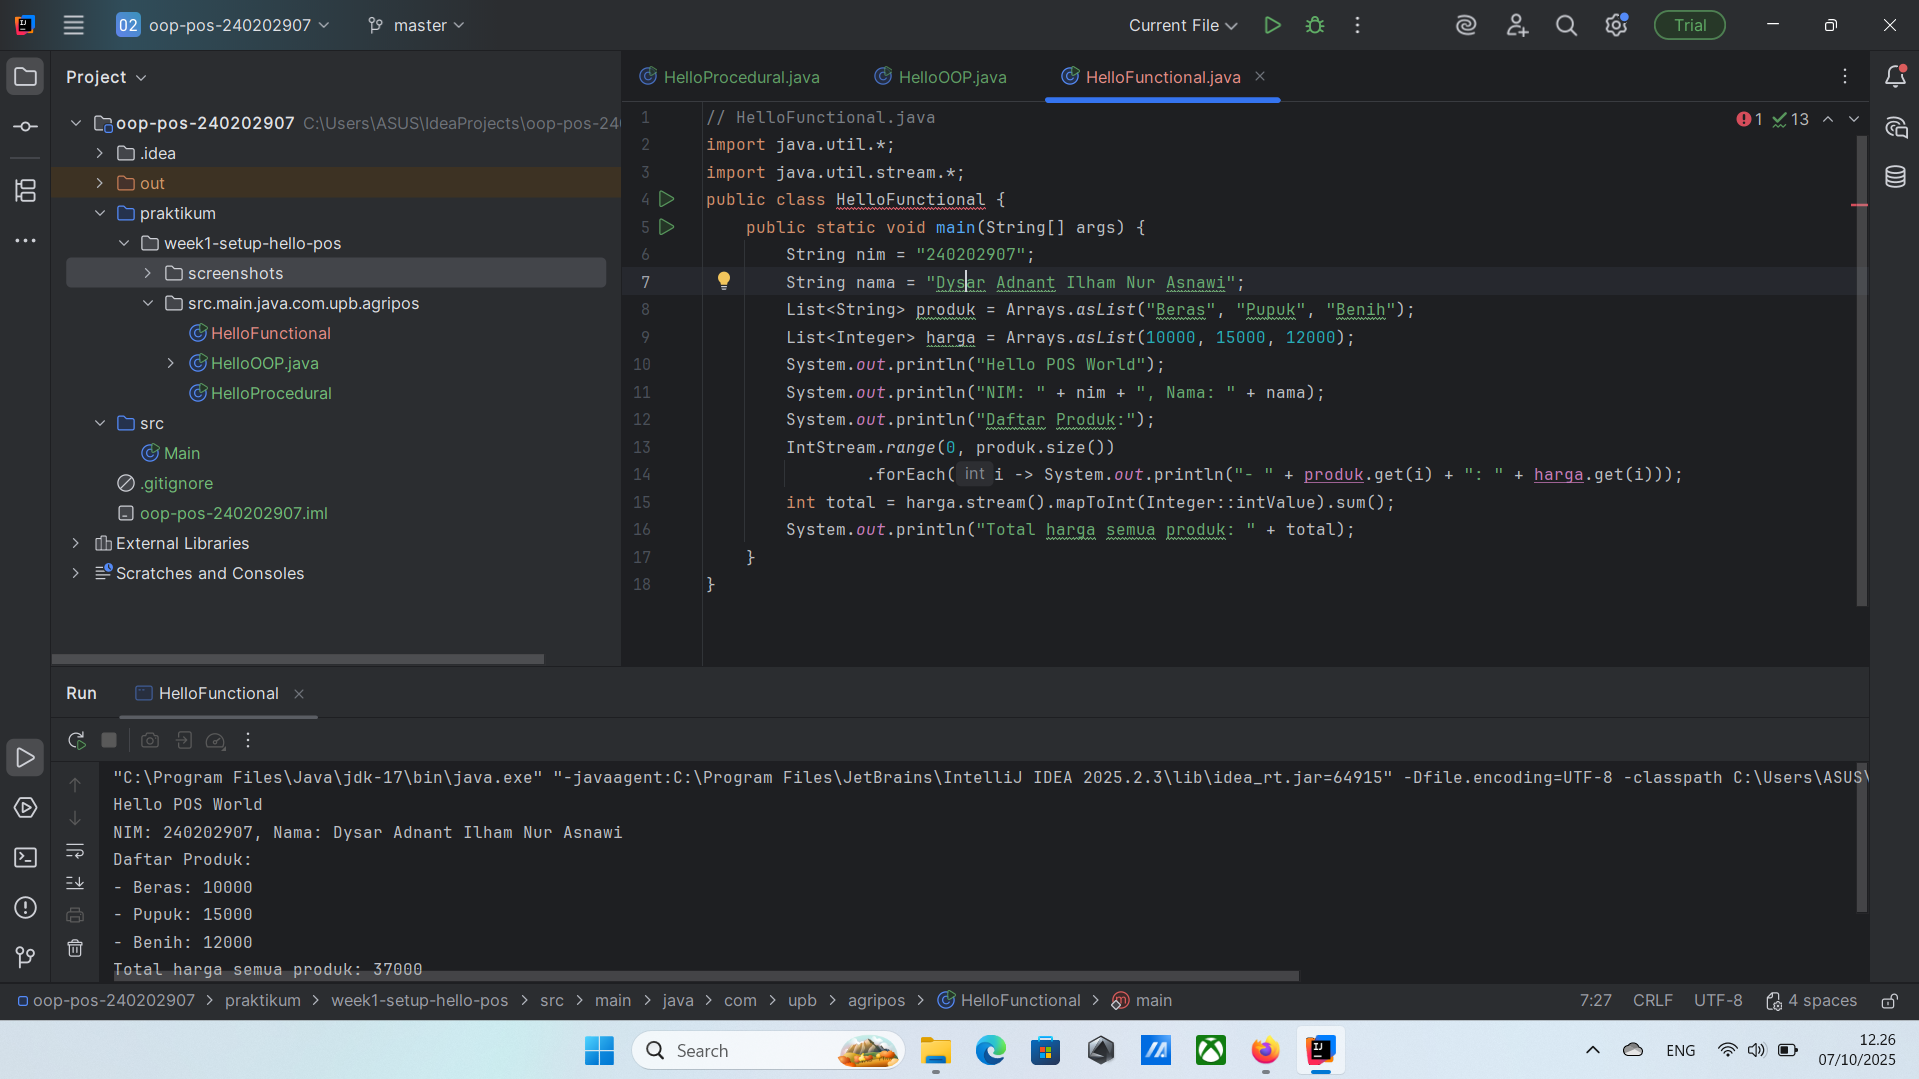 02 oop-pos-240202907
master
Current File
Trial
Project
HelloProcedural.java
HelloOOP.java
HelloFunctional.java
oop-pos-240202907 C:\Users\ASUS\IdeaProjects\oop-pos-24
.idea
out
praktikum
week1-setup-hello-pos
screenshots
src.main.java.com.upb.agripos
HelloFunctional
HelloOOP.java
HelloProcedural
src
Main
.gitignore
oop-pos-240202907.iml
External Libraries
Scratches and Consoles
1 13
1 // HelloFunctional.java
2 import java.util.*;
3 import java.util.stream.*;
4 public class HelloFunctional {
5 public static void main(String[] args) {
6 String nim = "240202907";
7 String nama = "Dysar Adnant Ilham Nur Asnawi";
8 List<String> produk = Arrays.asList("Beras", "Pupuk", "Benih");
9 List<Integer> harga = Arrays.asList(10000, 15000, 12000);
10 System.out.println("Hello POS World");
11 System.out.println("NIM: " + nim + ", Nama: " + nama);
12 System.out.println("Daftar Produk:");
13 IntStream.range(0, produk.size())
14 .forEach( int i -> System.out.println("- " + produk.get(i) + ": " + harga.get(i)));
15 int total = harga.stream().mapToInt(Integer::intValue).sum();
16 System.out.println("Total harga semua produk: " + total);
17 }
18 }
Run
HelloFunctional
"C:\Program Files\Java\jdk-17\bin\java.exe" "-javaagent:C:\Program Files\JetBrains\IntelliJ IDEA 2025.2.3\lib\idea_rt.jar=64915" -Dfile.encoding=UTF-8 -classpath C:\Users\ASUS\
Hello POS World
NIM: 240202907, Nama: Dysar Adnant Ilham Nur Asnawi
Daftar Produk:
- Beras: 10000
- Pupuk: 15000
- Benih: 12000
Total harga semua produk: 37000
oop-pos-240202907 > praktikum > week1-setup-hello-pos > src > main > java > com > upb > agripos > HelloFunctional > main
7:27 CRLF UTF-8 4 spaces
Search
ENG
12.26
07/10/2025